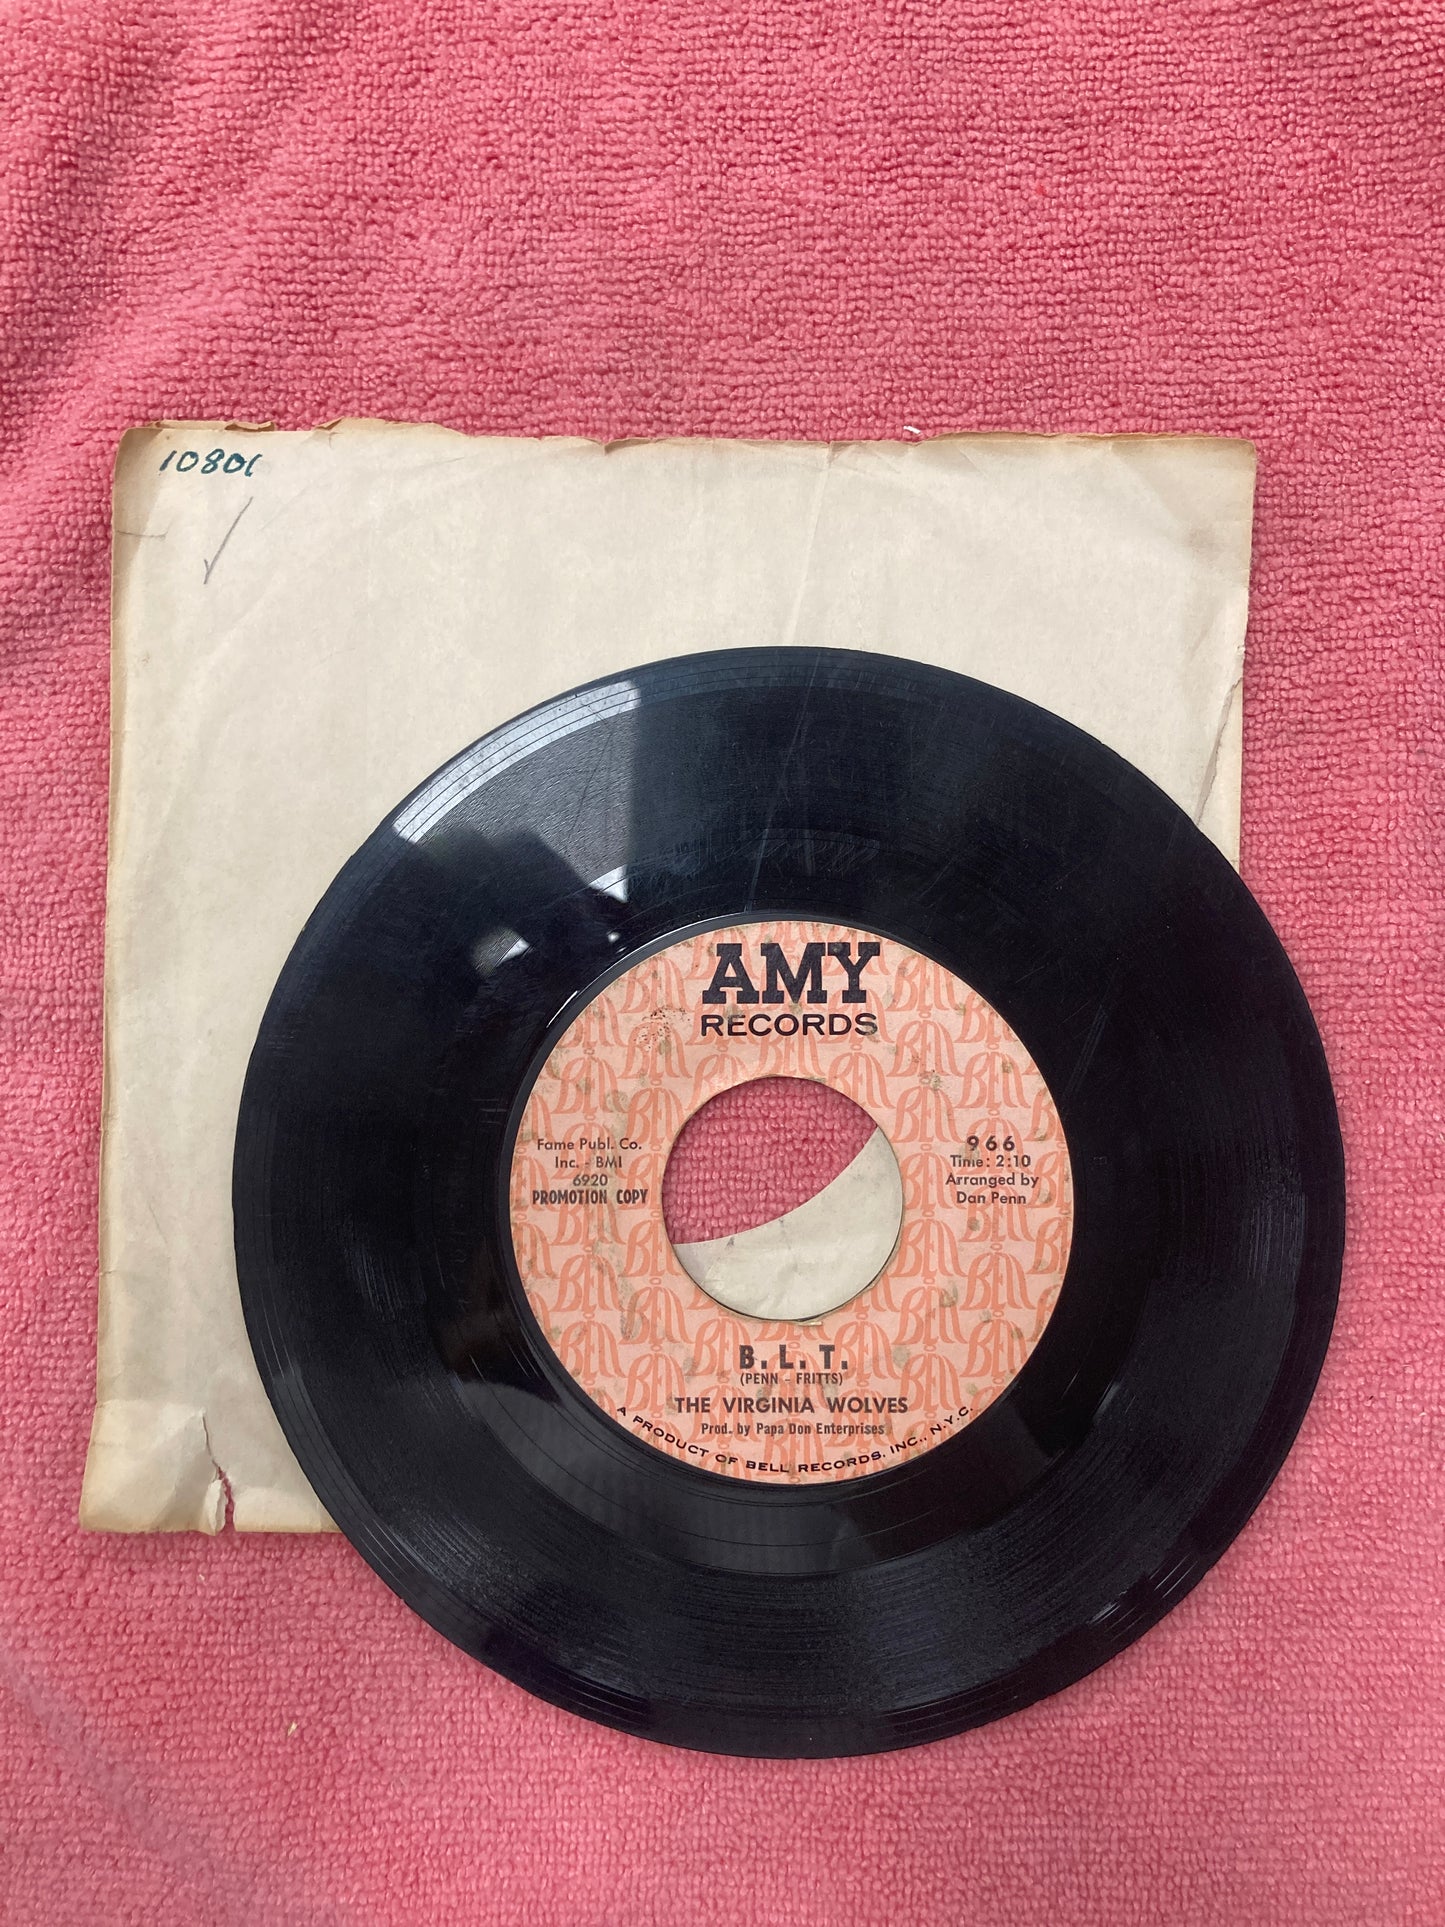 10801
AMY
RECORDS
Fame Publ. Co.
Inc. - BMI
6920
PROMOTION COPY
966
Time: 2:10
Arranged by
Dan Penn
B. L. T.
(PENN - FRITTS)
THE VIRGINIA WOLVES
Prod. by Papa Don Enterprises
A PRODUCT OF BELL RECORDS, INC., N.Y.C.